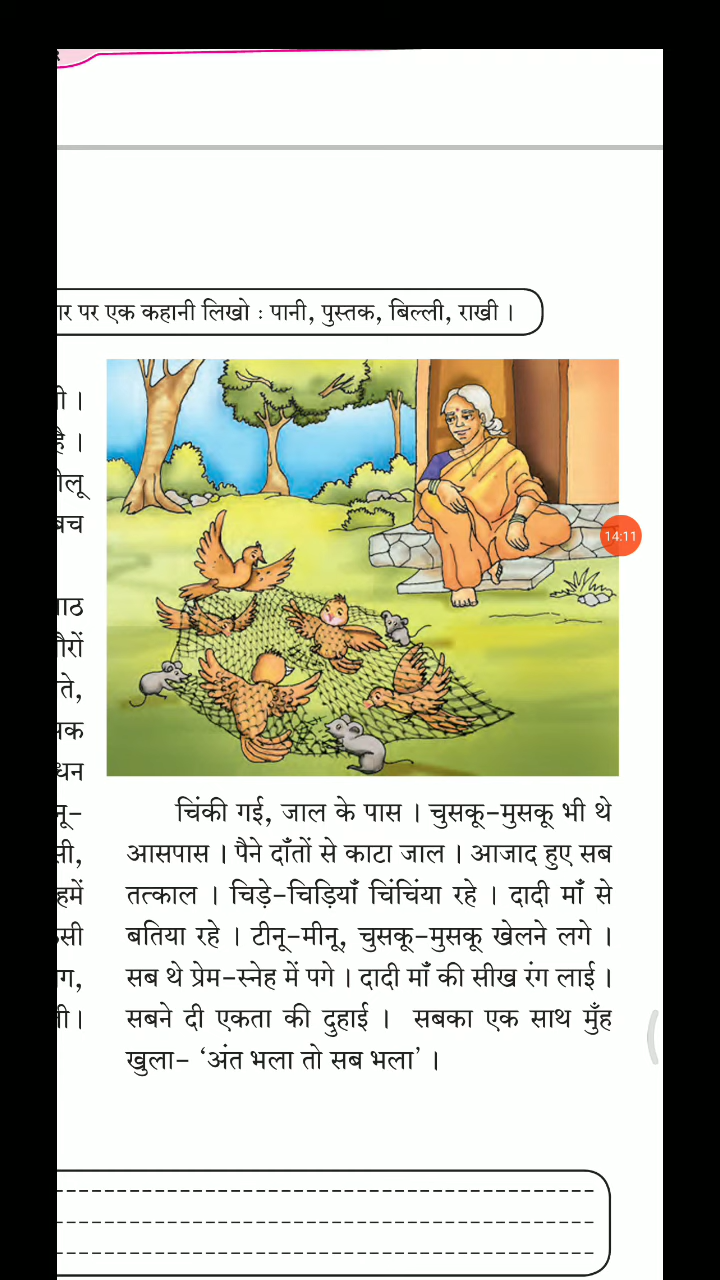 र पर एक कहानी लिखो : पानी, पुस्तक, बिल्ली, राखी ।
ी ।
है ।
लू
बच
14:11
ाठ
ौरों
ते,
धन
नू-
सी,
हमें
सी
ग,
ी।
चिंकी गई, जाल के पास । चुसकू-मुसकू भी थे
आसपास । पैने दाँतों से काटा जाल । आजाद हुए सब
तत्काल । चिड़े-चिड़ियाँ चिंचिंया रहे । दादी माँ से
बतिया रहे । टीनू-मीनू, चुसकू-मुसकू खेलने लगे ।
सब थे प्रेम-स्नेह में पगे । दादी माँ की सीख रंग लाई ।
सबने दी एकता की दुहाई । सबका एक साथ मुँह
खुला- ‘अंत भला तो सब भला’ ।